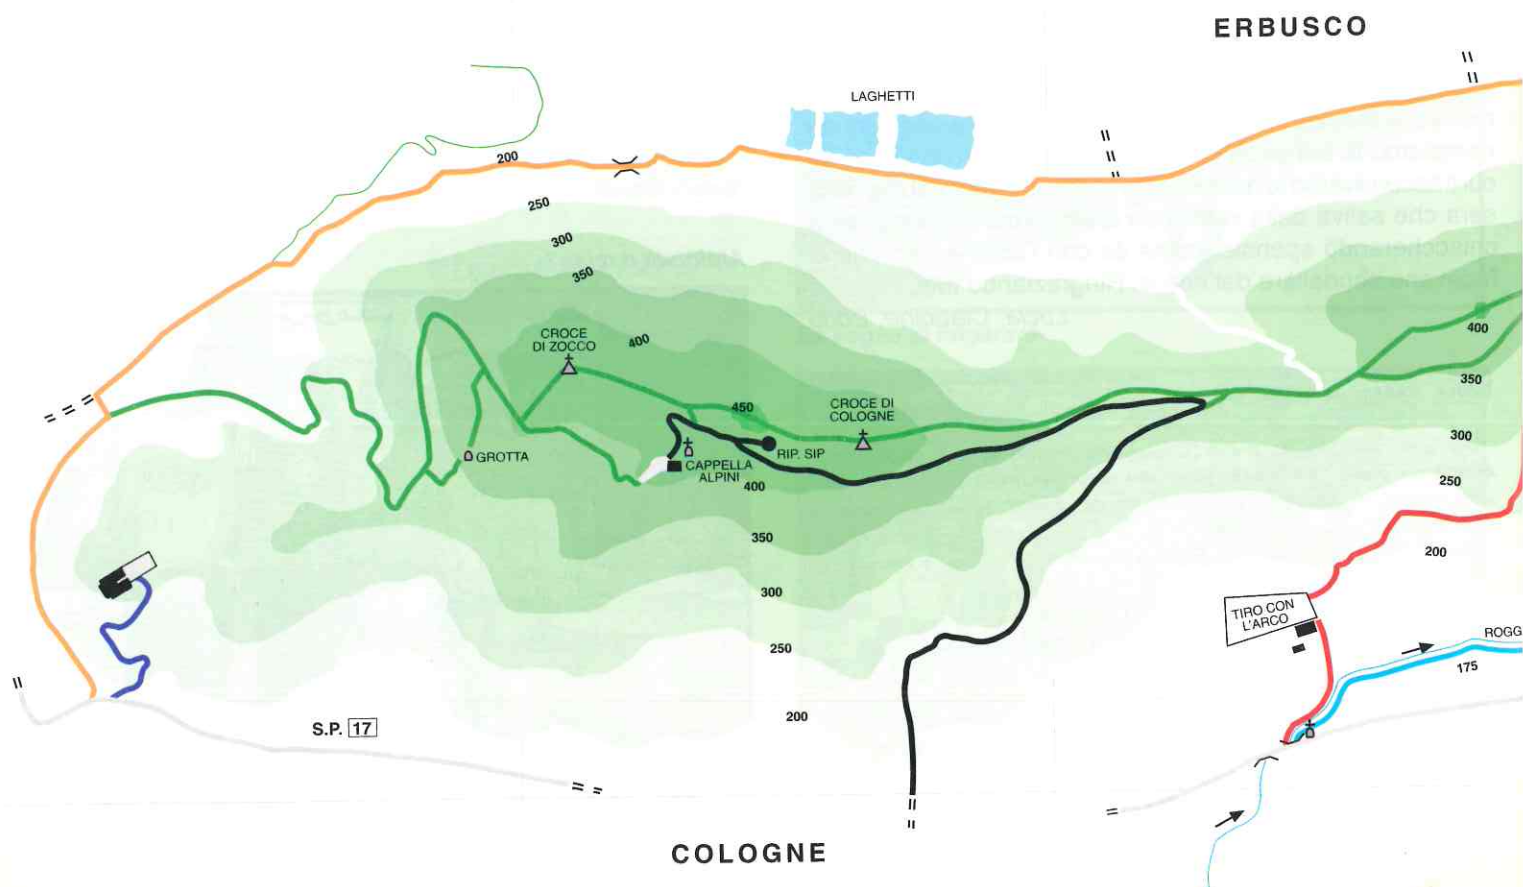 ERBUSCO
LAGHETTI
200
250
300
350
CROCE
DI ZOCCO
400
400
350
450
CROCE DI
COLOGNE
GROTTA
RIP. SIP
CAPPELLA
ALPINI
400
300
250
350
200
300
TIRO CON
L'ARCO
ROGG
250
175
200
S.P. 17
COLOGNE